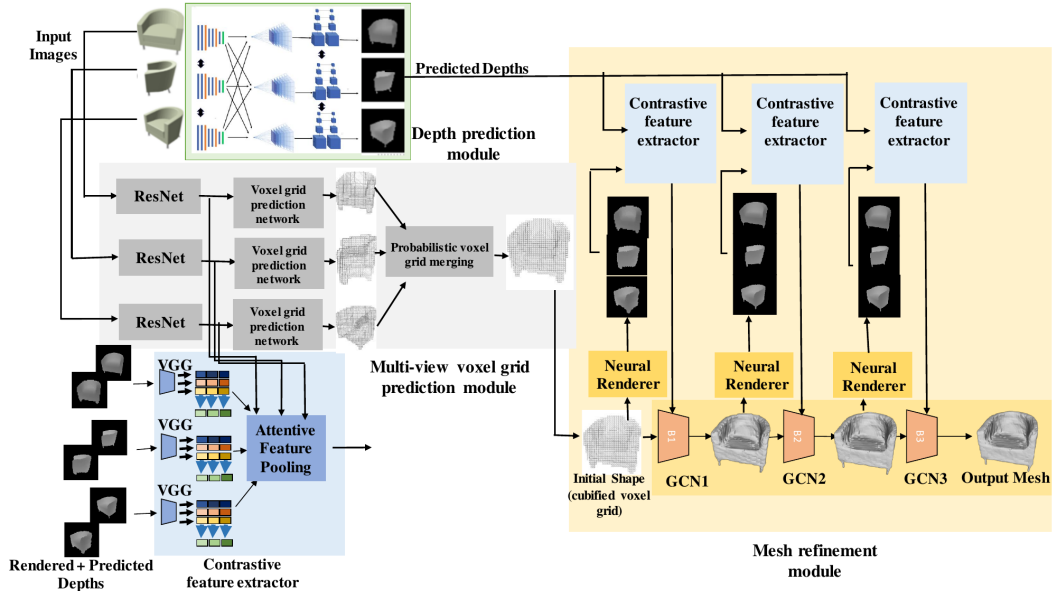 Input
Images
Predicted Depths
Depth prediction
module
Contrastive
feature
extractor
Contrastive
feature
extractor
Contrastive
feature
extractor
ResNet
Voxel grid
prediction
network
ResNet
Voxel grid
prediction
network
Probabilistic voxel
grid merging
ResNet
Voxel grid
prediction
network
Multi-view voxel grid
prediction module
VGG
VGG
VGG
Attentive
Feature
Pooling
Rendered + Predicted
Depths
Contrastive
feature extractor
Neural
Renderer
Neural
Renderer
Neural
Renderer
B1
B2
B3
Initial Shape
(cubified voxel
grid)
GCN1
GCN2
GCN3
Output Mesh
Mesh refinement
module